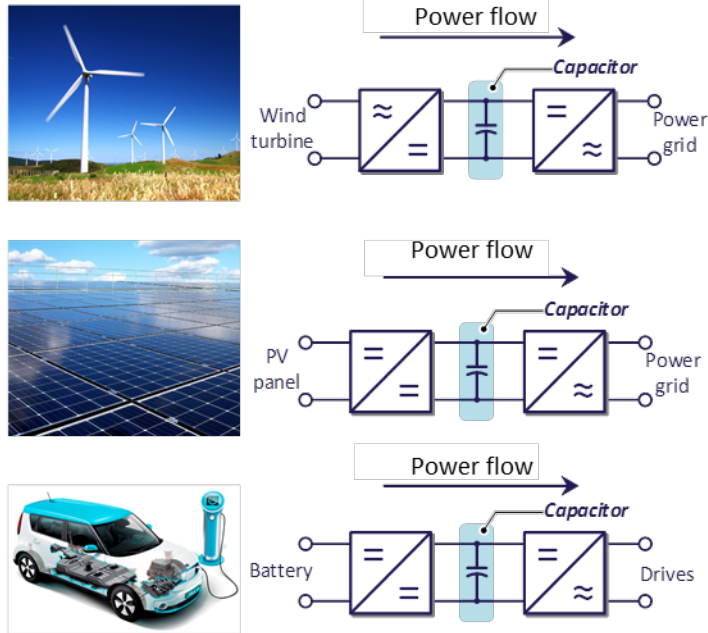 Power flow
Capacitor
Wind
turbine
Power
grid
Power flow
Capacitor
PV
panel
Power
grid
Power flow
Capacitor
Battery
Drives